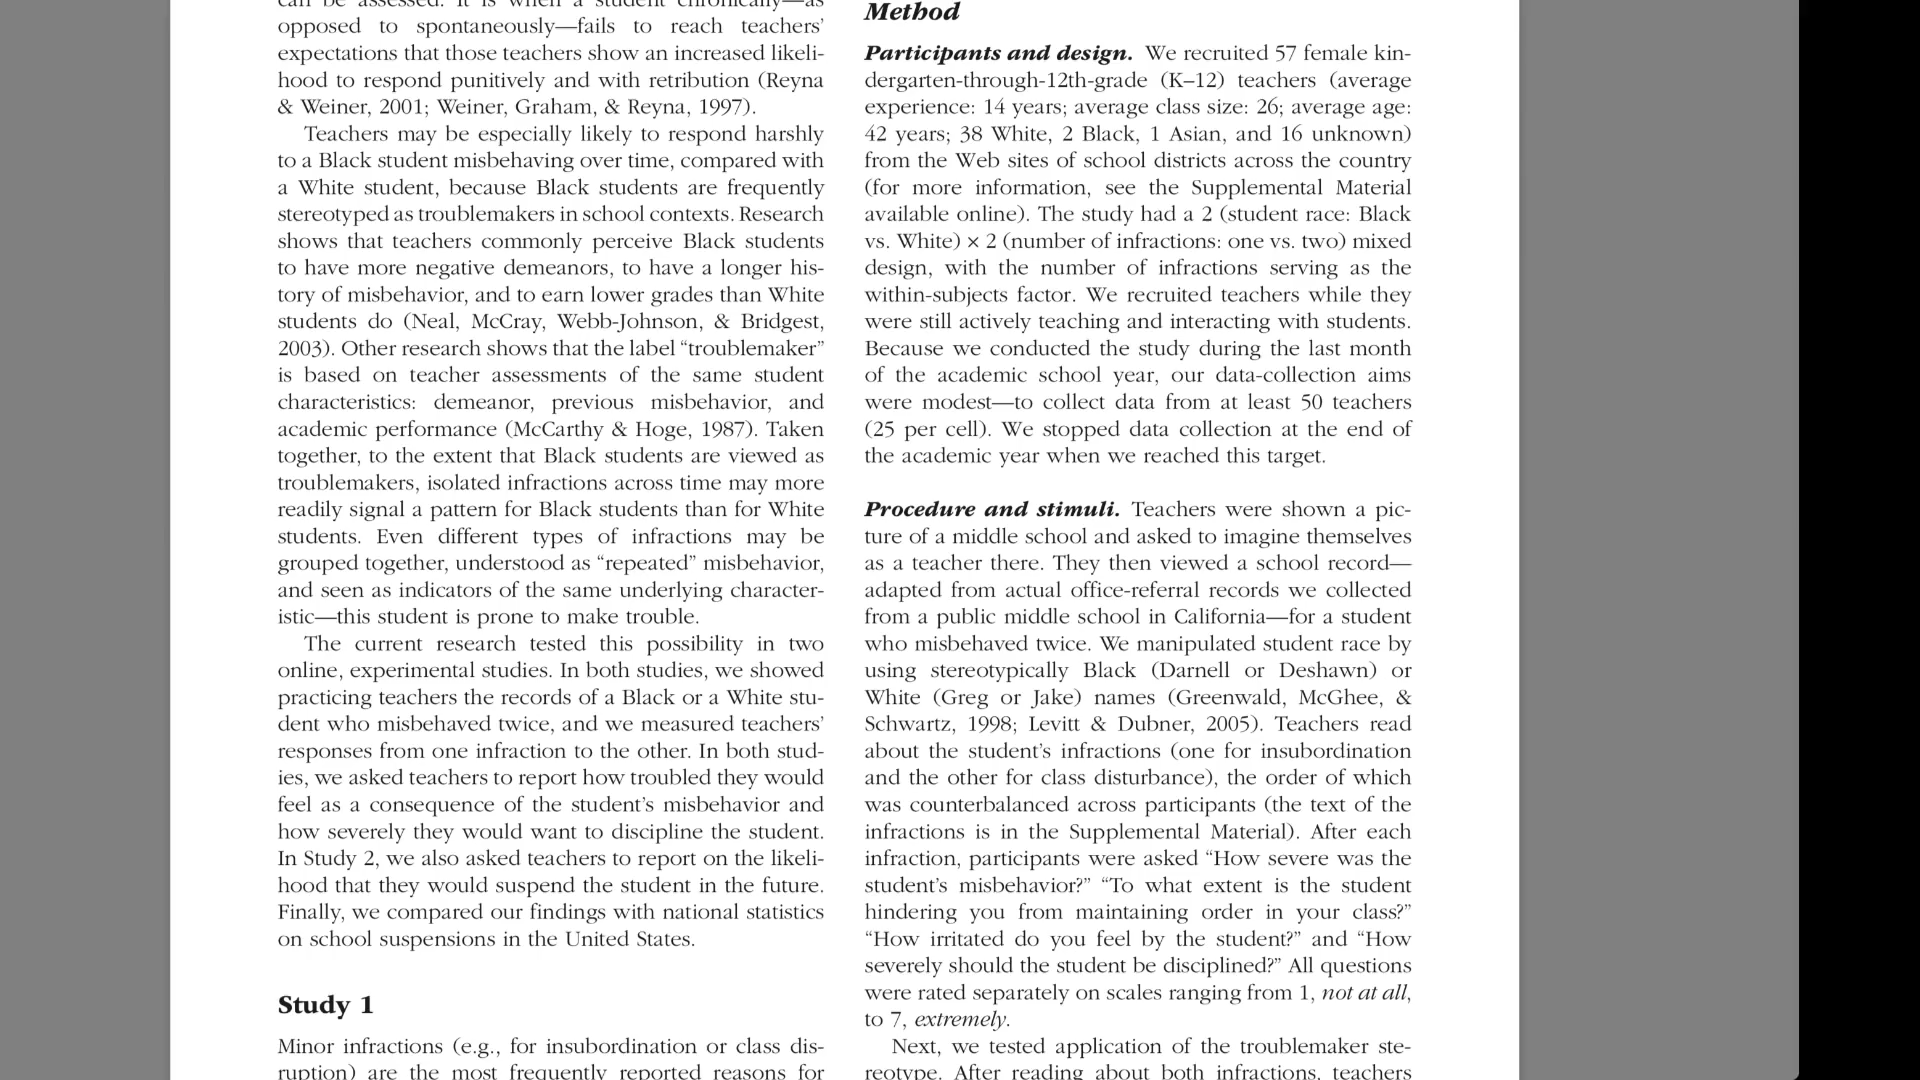 can be assessed. It is when a student chronically—as
opposed to spontaneously—fails to reach teachers’
expectations that those teachers show an increased likeli-
hood to respond punitively and with retribution (Reyna
& Weiner, 2001; Weiner, Graham, & Reyna, 1997).
Teachers may be especially likely to respond harshly
to a Black student misbehaving over time, compared with
a White student, because Black students are frequently
stereotyped as troublemakers in school contexts. Research
shows that teachers commonly perceive Black students
to have more negative demeanors, to have a longer his-
tory of misbehavior, and to earn lower grades than White
students do (Neal, McCray, Webb-Johnson, & Bridgest,
2003). Other research shows that the label “troublemaker”
is based on teacher assessments of the same student
characteristics: demeanor, previous misbehavior, and
academic performance (McCarthy & Hoge, 1987). Taken
together, to the extent that Black students are viewed as
troublemakers, isolated infractions across time may more
readily signal a pattern for Black students than for White
students. Even different types of infractions may be
grouped together, understood as “repeated” misbehavior,
and seen as indicators of the same underlying character-
istic—this student is prone to make trouble.
The current research tested this possibility in two
online, experimental studies. In both studies, we showed
practicing teachers the records of a Black or a White stu-
dent who misbehaved twice, and we measured teachers’
responses from one infraction to the other. In both stud-
ies, we asked teachers to report how troubled they would
feel as a consequence of the student’s misbehavior and
how severely they would want to discipline the student.
In Study 2, we also asked teachers to report on the likeli-
hood that they would suspend the student in the future.
Finally, we compared our findings with national statistics
on school suspensions in the United States.
Study 1
Minor infractions (e.g., for insubordination or class dis-
ruption) are the most frequently reported reasons for
Method
Participants and design. We recruited 57 female kin-
dergarten-through-12th-grade (K–12) teachers (average
experience: 14 years; average class size: 26; average age:
42 years; 38 White, 2 Black, 1 Asian, and 16 unknown)
from the Web sites of school districts across the country
(for more information, see the Supplemental Material
available online). The study had a 2 (student race: Black
vs. White) × 2 (number of infractions: one vs. two) mixed
design, with the number of infractions serving as the
within-subjects factor. We recruited teachers while they
were still actively teaching and interacting with students.
Because we conducted the study during the last month
of the academic school year, our data-collection aims
were modest—to collect data from at least 50 teachers
(25 per cell). We stopped data collection at the end of
the academic year when we reached this target.
Procedure and stimuli. Teachers were shown a pic-
ture of a middle school and asked to imagine themselves
as a teacher there. They then viewed a school record—
adapted from actual office-referral records we collected
from a public middle school in California—for a student
who misbehaved twice. We manipulated student race by
using stereotypically Black (Darnell or Deshawn) or
White (Greg or Jake) names (Greenwald, McGhee, &
Schwartz, 1998; Levitt & Dubner, 2005). Teachers read
about the student’s infractions (one for insubordination
and the other for class disturbance), the order of which
was counterbalanced across participants (the text of the
infractions is in the Supplemental Material). After each
infraction, participants were asked “How severe was the
student’s misbehavior?” “To what extent is the student
hindering you from maintaining order in your class?”
“How irritated do you feel by the student?” and “How
severely should the student be disciplined?” All questions
were rated separately on scales ranging from 1, not at all,
to 7, extremely.
Next, we tested application of the troublemaker ste-
reotype. After reading about both infractions, teachers